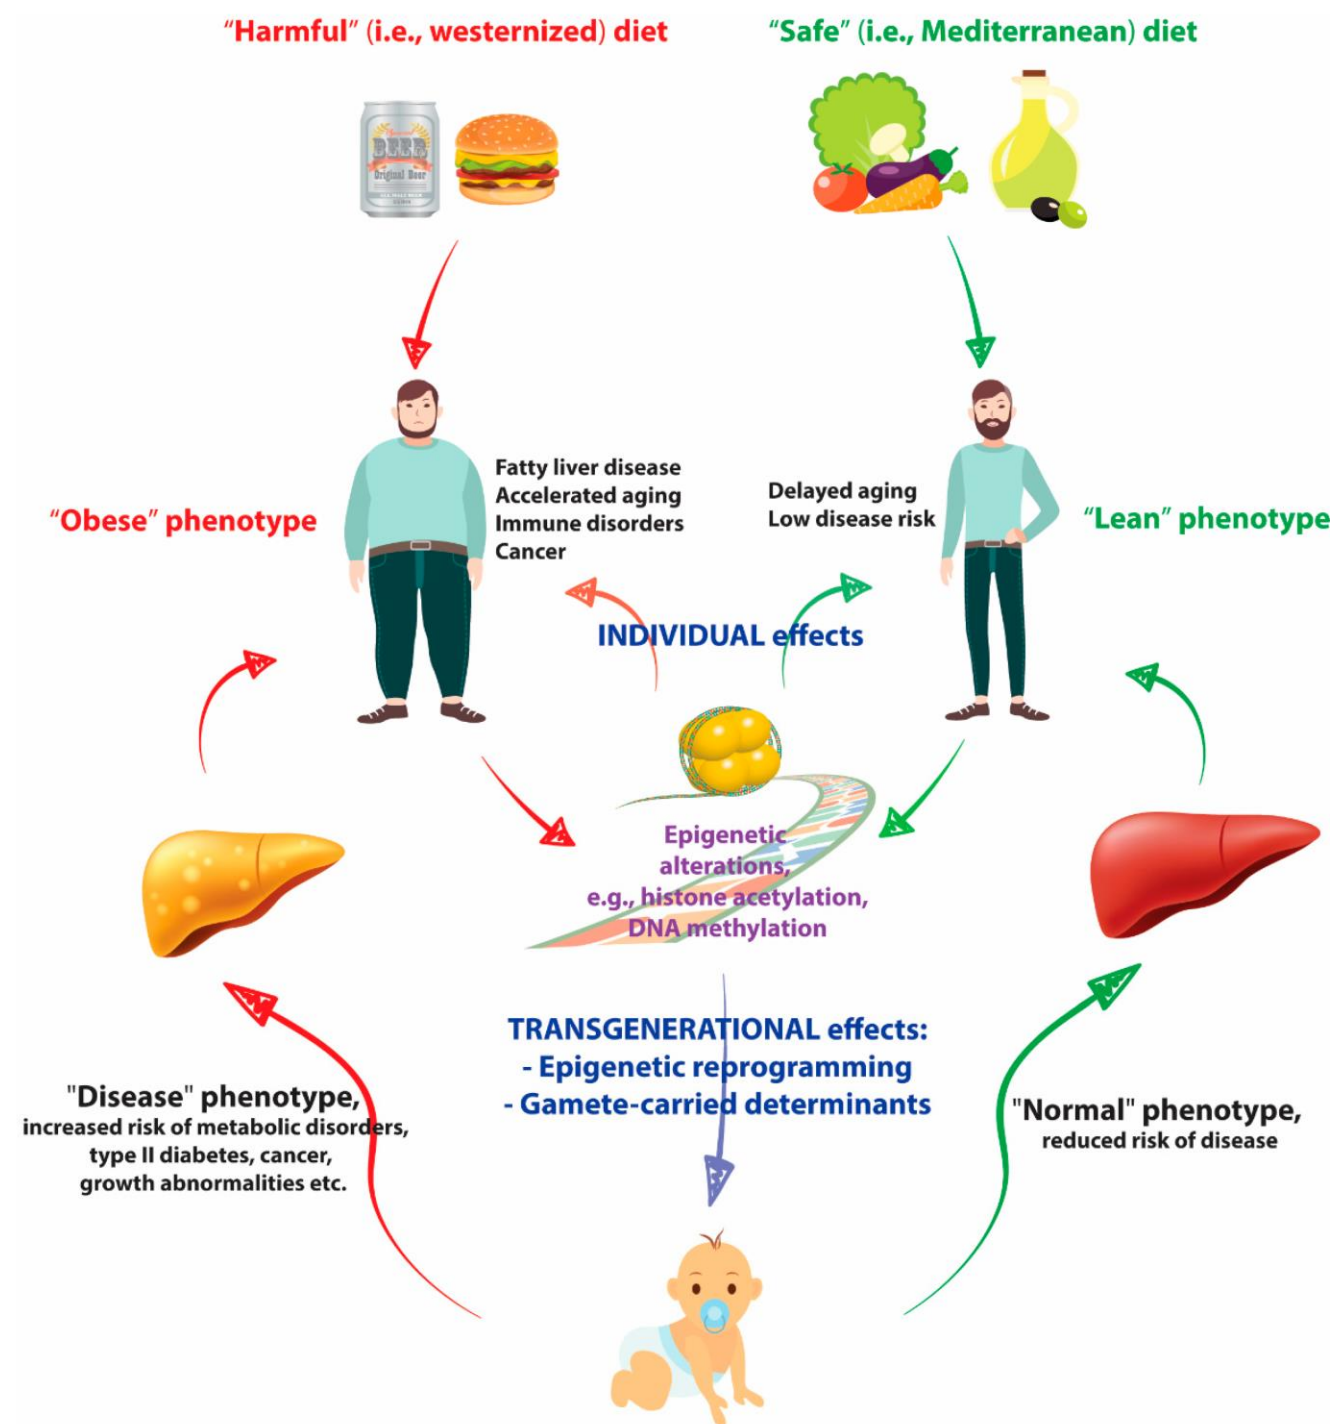 “Harmful” (i.e., westernized) diet
“Safe” (i.e., Mediterranean) diet
BEER
Original Beer
Fatty liver disease
Accelerated aging
Immune disorders
Cancer
Delayed aging
Low disease risk
“Obese” phenotype
“Lean” phenotype
INDIVIDUAL effects
Epigenetic
alterations,
e.g., histone acetylation,
DNA methylation
TRANSGENERATIONAL effects:
- Epigenetic reprogramming
- Gamete-carried determinants
"Disease" phenotype,
increased risk of metabolic disorders,
type II diabetes, cancer,
growth abnormalities etc.
"Normal" phenotype,
reduced risk of disease